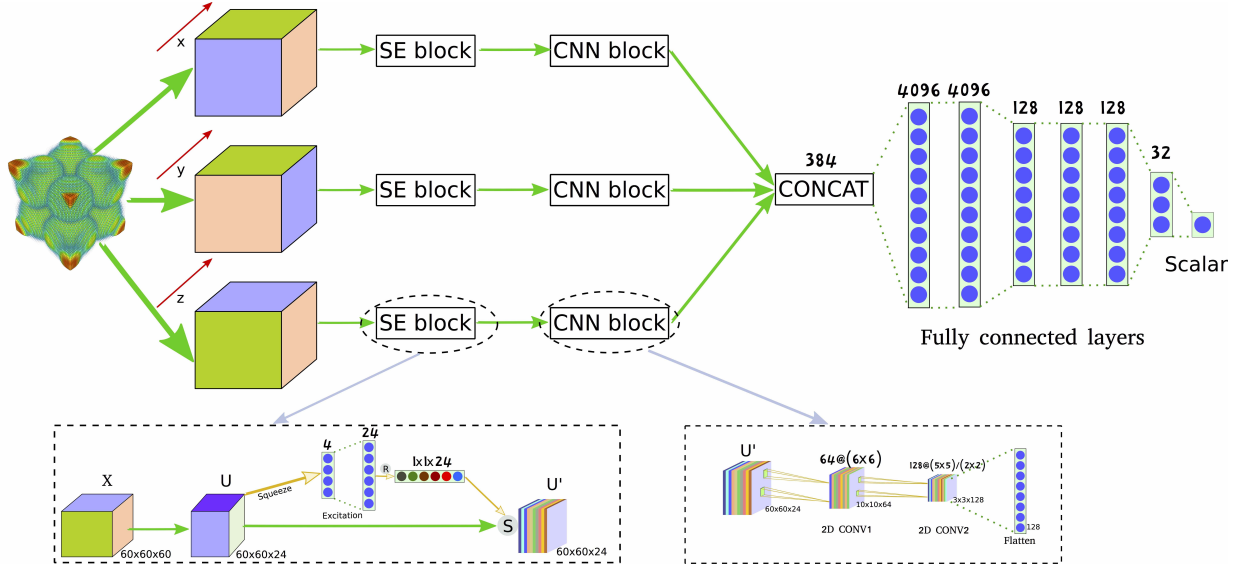 x
SE block
CNN block
y
SE block
CNN block
z
SE block
CNN block
384
CONCAT
4096
4096
128
128
128
32
Scalar
Fully connected layers
X
60x60x60
U
60x60x24
Squeeze
4
24
Excitation
R
1x1x24
S
U'
60x60x24
U'
60x60x24
64@(6x6)
10x10x64
2D CONV1
128@(5x5)/(2x2)
3x3x128
2D CONV2
128
Flatten